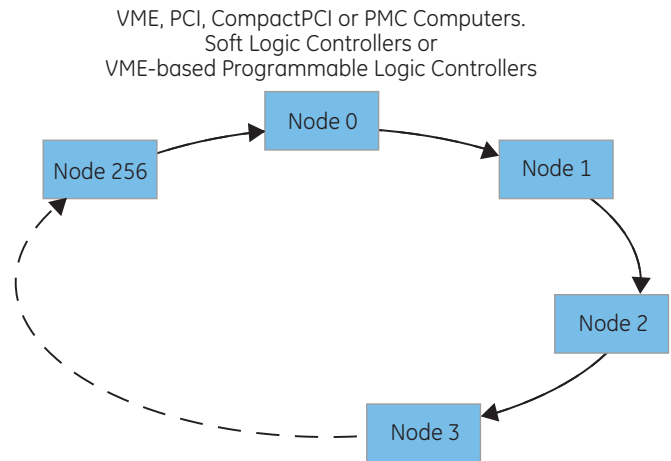 VME, PCI, CompactPCI or PMC Computers.
Soft Logic Controllers or
VME-based Programmable Logic Controllers
Node 0
Node 1
Node 256
Node 2
Node 3